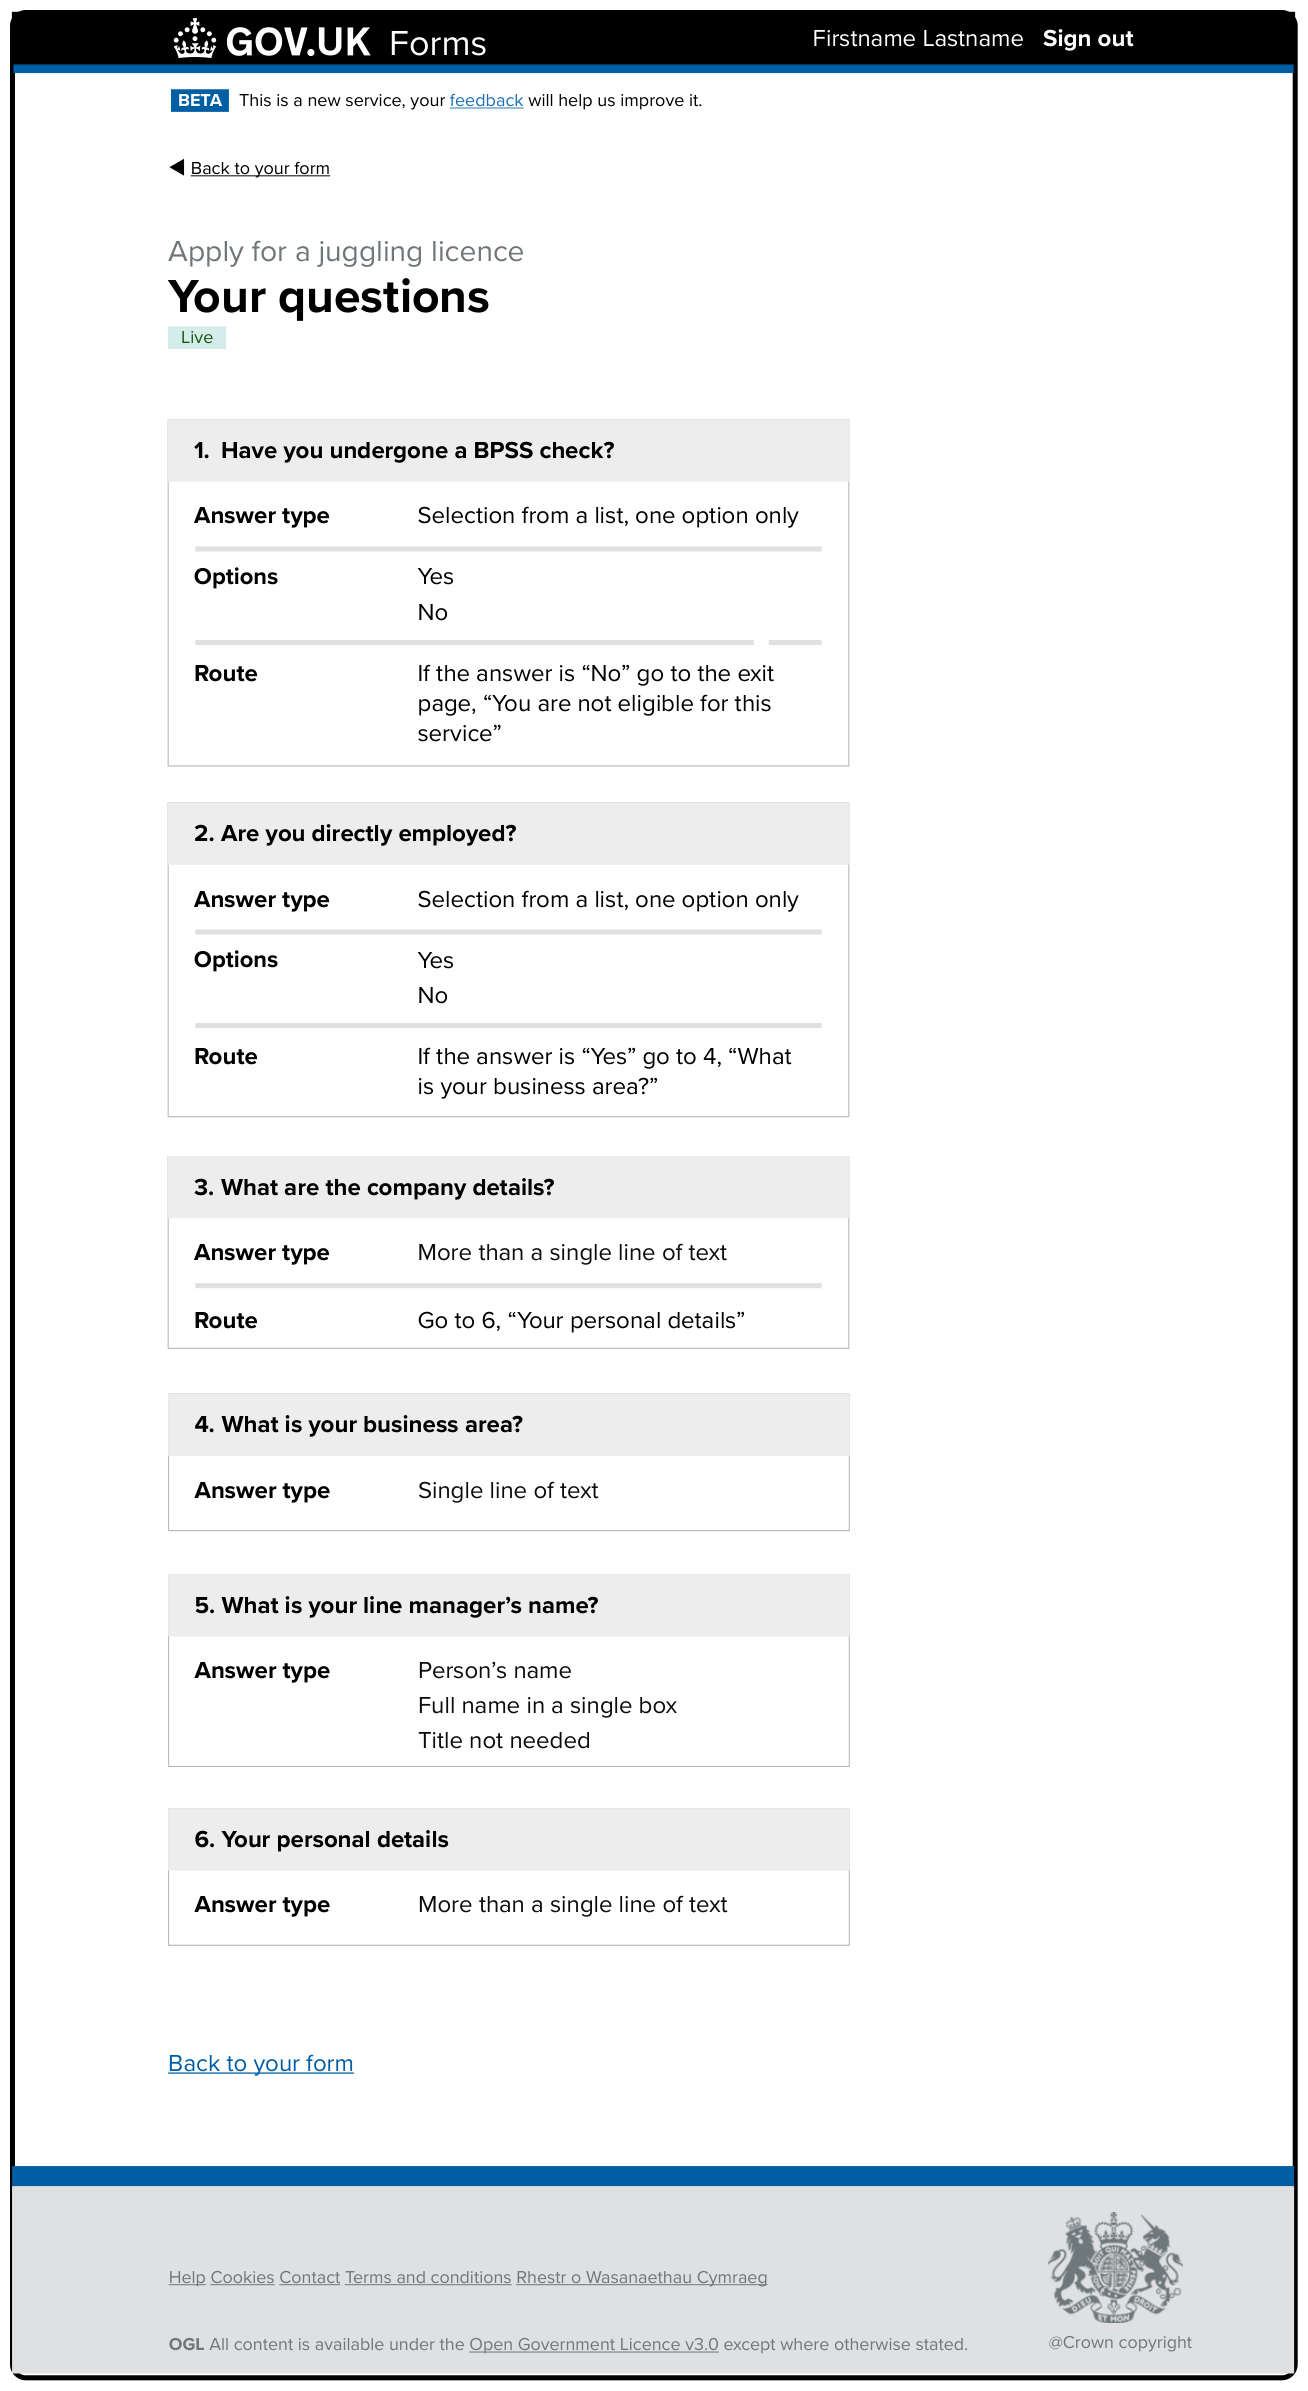 GOV.UK Forms Firstname Lastname Sign out
BETA This is a new service, your feedback will help us improve it.
Back to your form
Apply for a juggling licence
Your questions
Live
1. Have you undergone a BPSS check?
Answer type Selection from a list, one option only
Options Yes
No
Route If the answer is “No” go to the exit
page, “You are not eligible for this
service”
2. Are you directly employed?
Answer type Selection from a list, one option only
Options Yes
No
Route If the answer is “Yes” go to 4, “What
is your business area?”
3. What are the company details?
Answer type More than a single line of text
Route Go to 6, “Your personal details”
4. What is your business area?
Answer type Single line of text
5. What is your line manager’s name?
Answer type Person’s name
Full name in a single box
Title not needed
6. Your personal details
Answer type More than a single line of text
Back to your form
Help Cookies Contact Terms and conditions Rhestr o Wasanaethau Cymraeg
OGL All content is available under the Open Government Licence v3.0 except where otherwise stated.
@Crown copyright